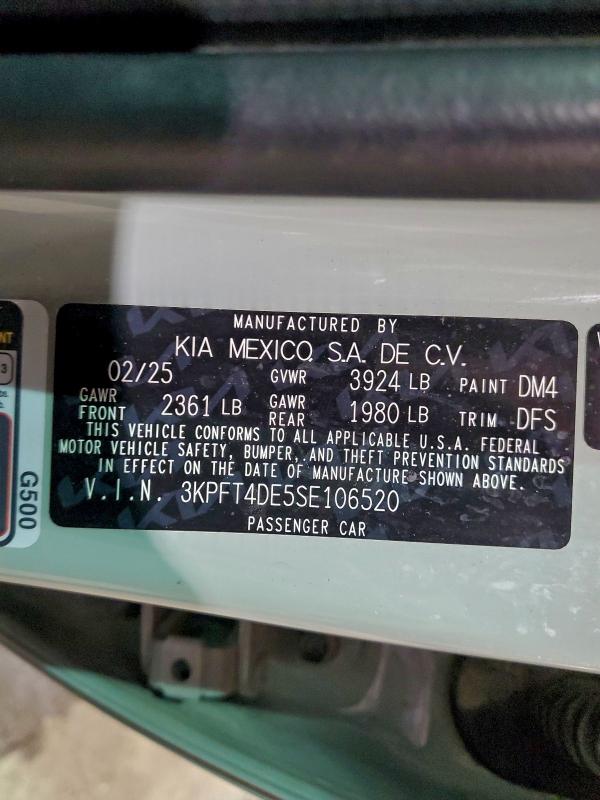 MANUFACTURED BY
KIA MEXICO, S.A. DE C.V.
02/25 GVWR 3924 LB PAINT DM4
GAWR FRONT 2361 LB GAWR REAR 1980 LB TRIM DFS
THIS VEHICLE CONFORMS TO ALL APPLICABLE U.S.A. FEDERAL
MOTOR VEHICLE SAFETY, BUMPER, AND THEFT PREVENTION STANDARDS
IN EFFECT ON THE DATE OF MANUFACTURE SHOWN ABOVE.
V.I.N. 3KPFT4DE5SE106520
PASSENGER CAR
G500